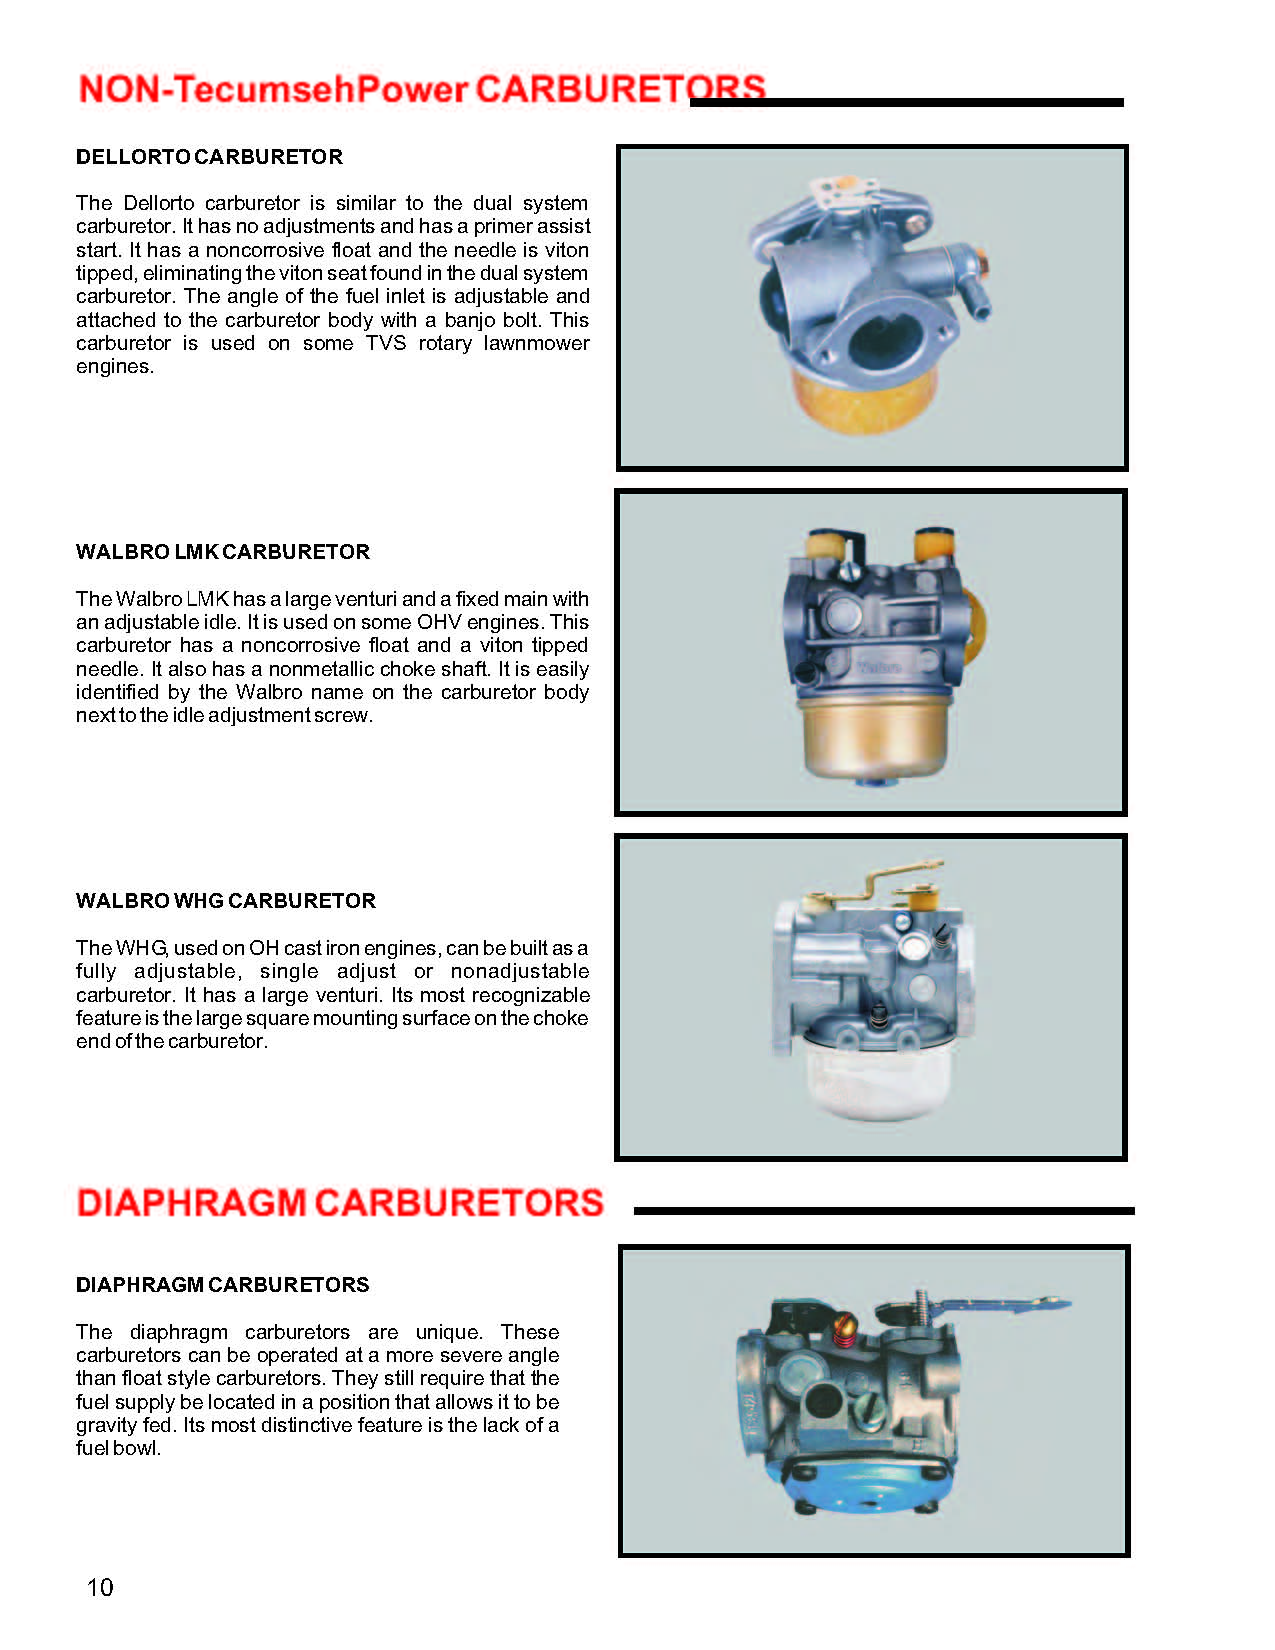 NON-TecumsehPower CARBURETORS
DELLORTO CARBURETOR
The Dellorto carburetor is similar to the dual system
carburetor. It has no adjustments and has a primer assist
start. It has a noncorrosive float and the needle is viton
tipped, eliminating the viton seat found in the dual system
carburetor. The angle of the fuel inlet is adjustable and
attached to the carburetor body with a banjo bolt. This
carburetor is used on some TVS rotary lawnmower
engines.
WALBRO LMK CARBURETOR
The Walbro LMK has a large venturi and a fixed main with
an adjustable idle. It is used on some OHV engines. This
carburetor has a noncorrosive float and a viton tipped
needle. It also has a nonmetallic choke shaft. It is easily
identified by the Walbro name on the carburetor body
next to the idle adjustment screw.
Walbro
WALBRO WHG CARBURETOR
The WHG, used on OH cast iron engines, can be built as a
fully adjustable, single adjust or nonadjustable
carburetor. It has a large venturi. Its most recognizable
feature is the large square mounting surface on the choke
end of the carburetor.
DIAPHRAGM CARBURETORS
DIAPHRAGM CARBURETORS
The diaphragm carburetors are unique. These
carburetors can be operated at a more severe angle
than float style carburetors. They still require that the
fuel supply be located in a position that allows it to be
gravity fed. Its most distinctive feature is the lack of a
fuel bowl.
10